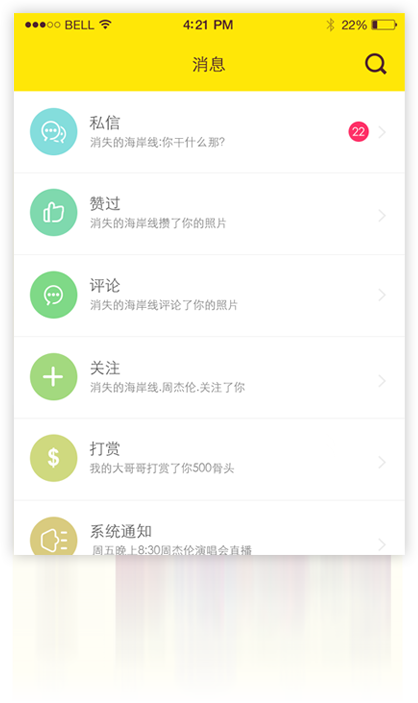 BELL 4:21 PM 22%
消息
私信
消失的海岸线:你干什么那?
22
赞过
消失的海岸线攒了你的照片
评论
消失的海岸线评论了你的照片
关注
消失的海岸线.周杰伦.关注了你
$
打赏
我的大哥哥打赏了你500骨头
系统通知
周五晚上8:30周杰伦演唱会直播